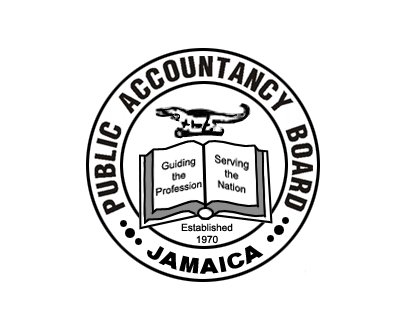 PUBLIC ACCOUNTANCY BOARD
Guiding
the
Profession
Serving
the
Nation
Established
1970
JAMAICA